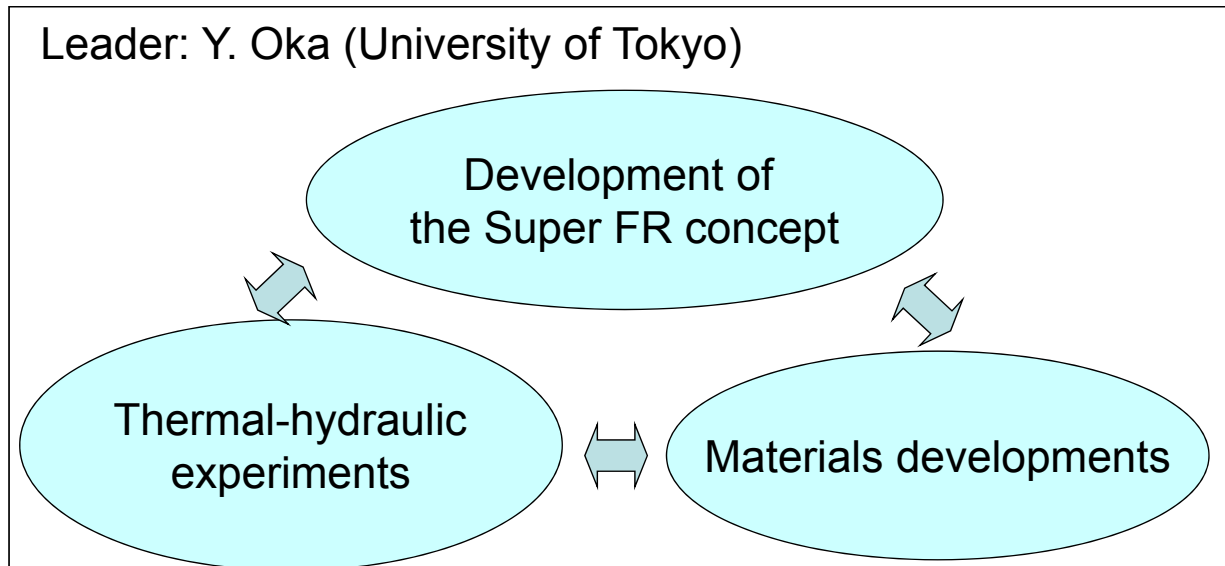 Leader: Y. Oka (University of Tokyo)
Development of
the Super FR concept
Thermal-hydraulic
experiments
Materials developments